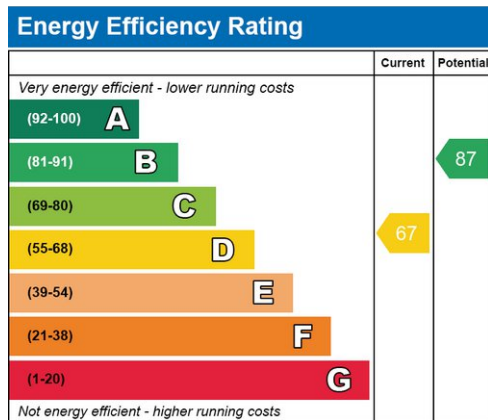 Energy Efficiency Rating
Current Potential
Very energy efficient - lower running costs
(92-100) A
(81-91) B 87
(69-80) C
(55-68) D 67
(39-54) E
(21-38) F
(1-20) G
Not energy efficient - higher running costs